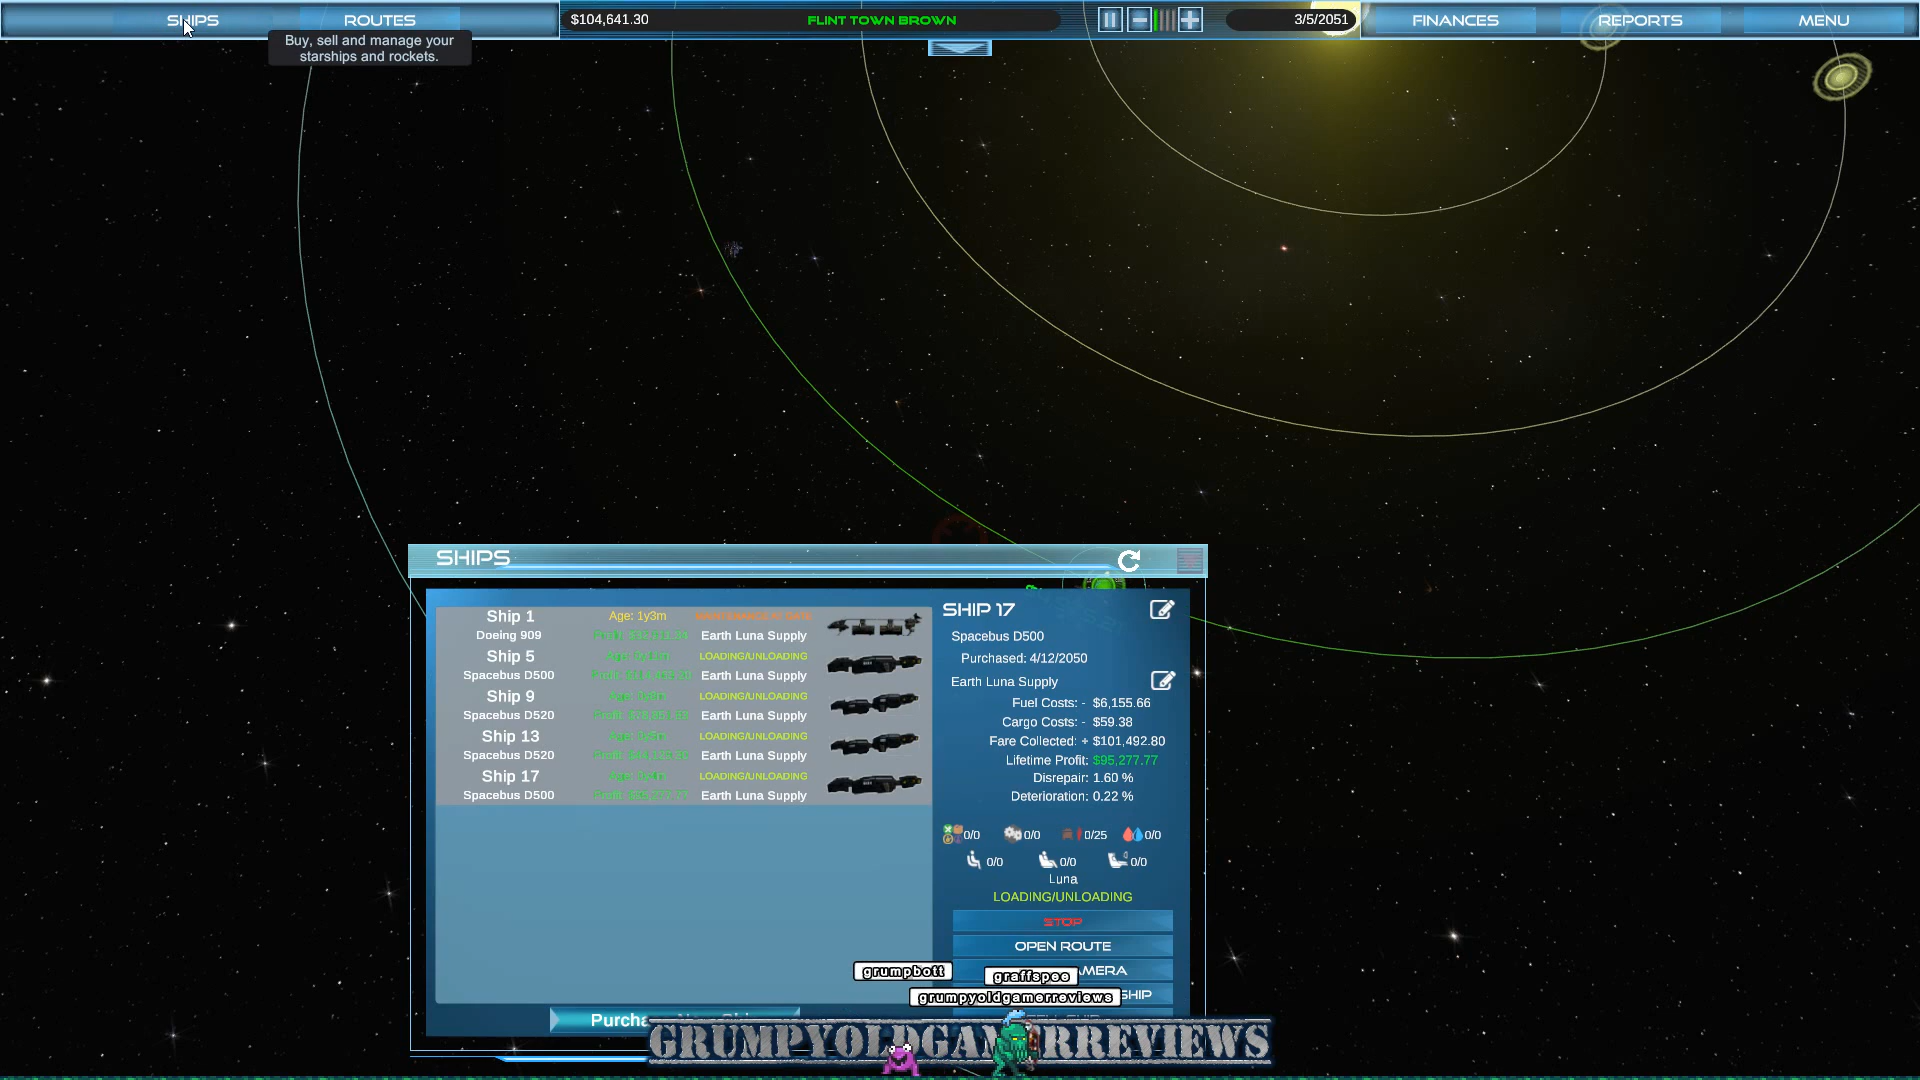 SHIPS
ROUTES
$104,641.30
FLINT TOWN BROWN
3/5/2051
FINANCES
REPORTS
MENU
Buy, sell and manage your
starships and rockets.
SHIPS
Ship 1
Age: 1y3m
Doeing 909
Earth Luna Supply
Ship 5
LOADING/UNLOADING
Spacebus D500
Earth Luna Supply
Ship 9
LOADING/UNLOADING
Spacebus D520
Earth Luna Supply
Ship 13
LOADING/UNLOADING
Spacebus D520
Earth Luna Supply
Ship 17
LOADING/UNLOADING
Spacebus D500
Earth Luna Supply
SHIP 17
Spacebus D500
Purchased: 4/12/2050
Earth Luna Supply
Fuel Costs: - $6,155.66
Cargo Costs: - $59.38
Fare Collected: + $101,492.80
Lifetime Profit: $95,277.77
Disrepair: 1.60 %
Deterioration: 0.22 %
0/0 0/0 0/25 0/0
0/0 0/0 0/0
Luna
LOADING/UNLOADING
STOP
OPEN ROUTE
AMERA
SHIP
grumpbott
graffspee
grumpyoldgamerreviews
Purcha
GRUMPYOLDGAMERREVIEWS